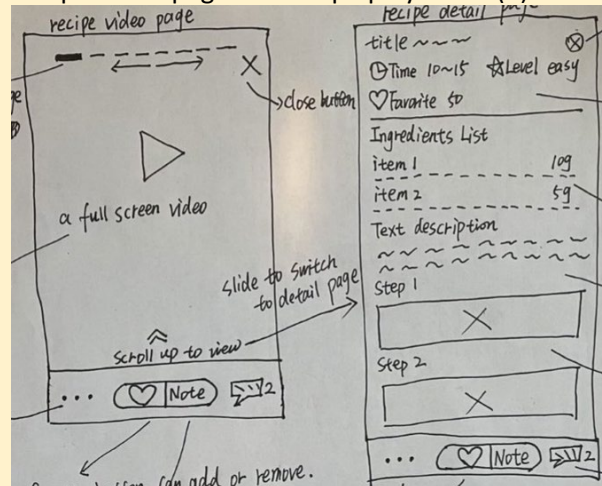 recipe video page
close button
a full screen video
slide to switch
to detail page
scroll up to view
... Note 2
button can add or remove.
recipe detail page
title
Time 10~15 Level easy
Favorite 50
Ingredients List
item 1 10g
item 2 5g
Text description
Step 1
Step 2
... Note 2